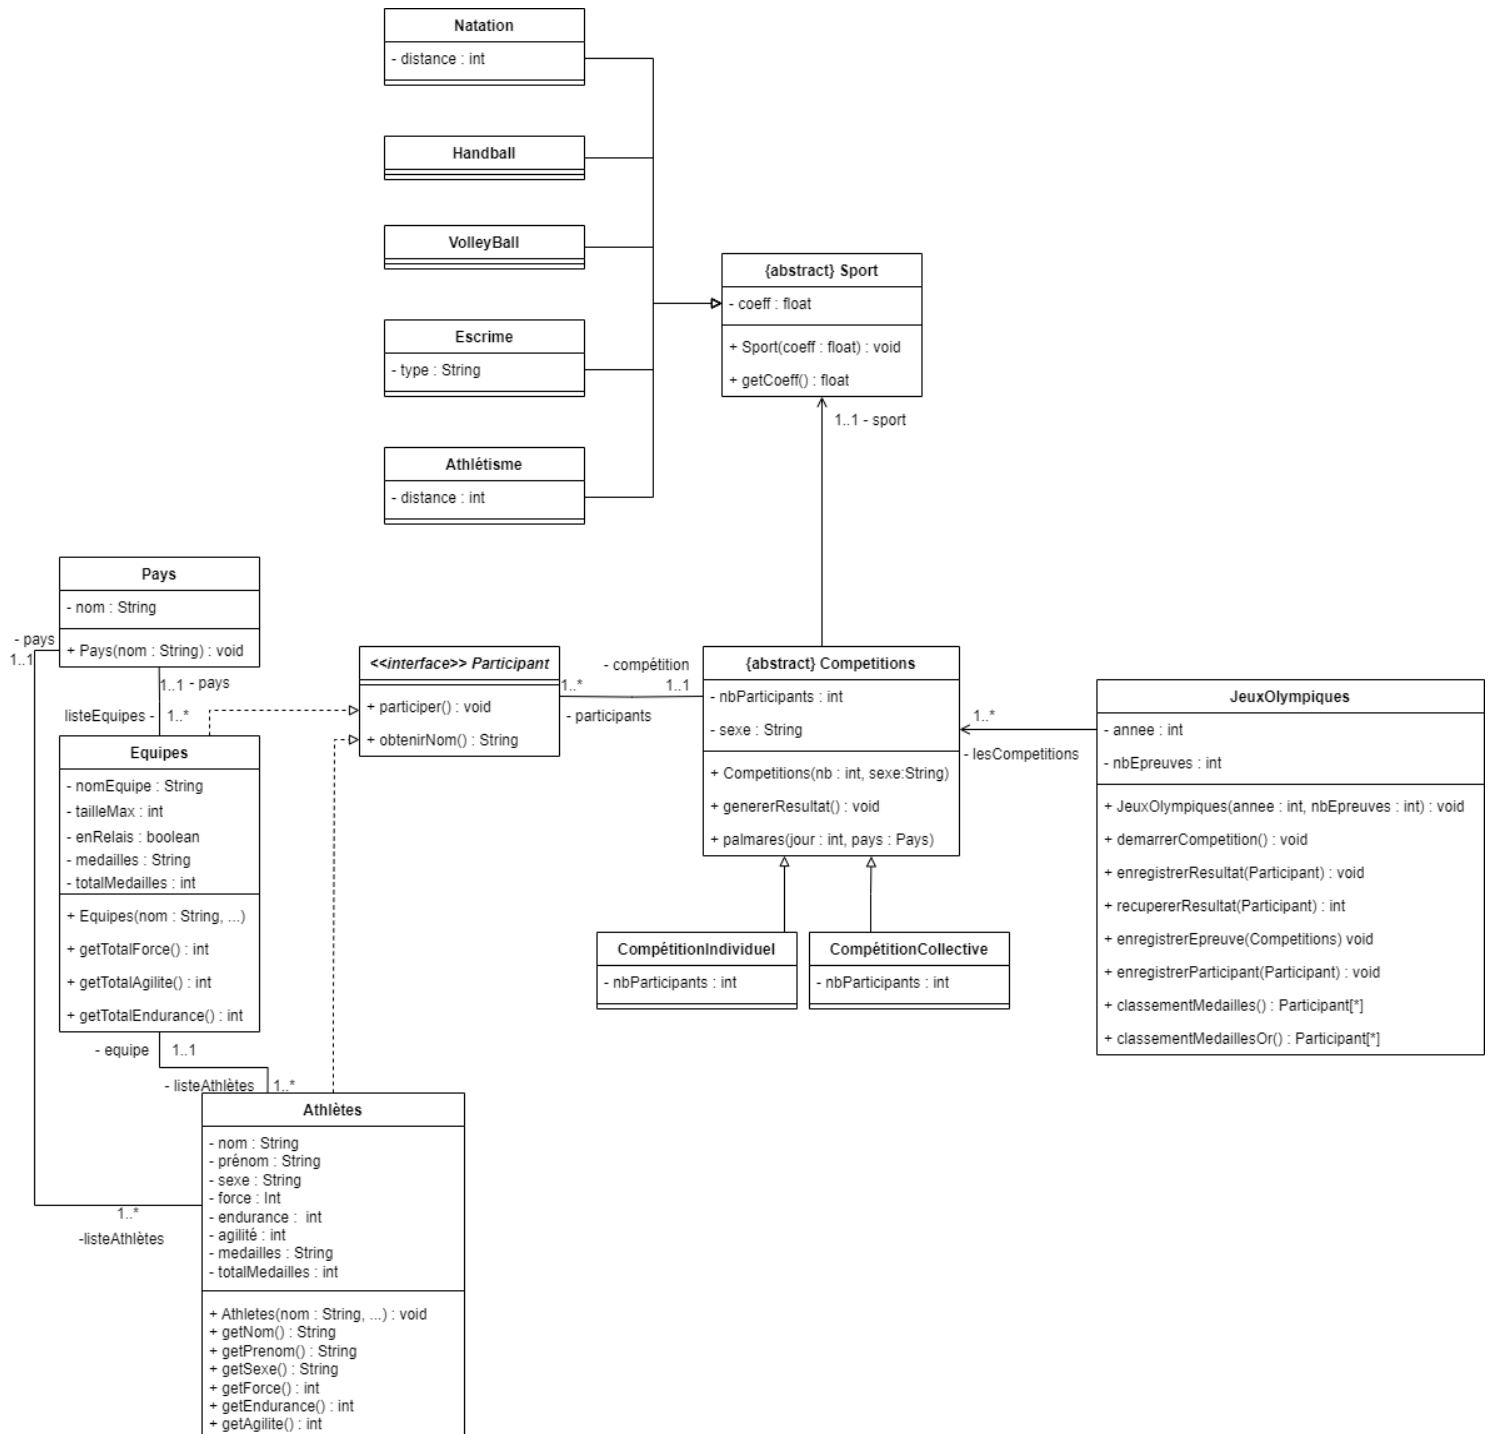 Natation
- distance : int
Handball
VolleyBall
Escrime
- type : String
Athlétisme
- distance : int
{abstract} Sport
- coeff : float
+ Sport(coeff : float) : void
+ getCoeff() : float
1..1 - sport
Pays
- nom : String
+ Pays(nom : String) : void
- pays
1..1
1..1 - pays
listeEquipes -
1..*
Equipes
- nomEquipe : String
- tailleMax : int
- enRelais : boolean
- medailles : String
- totalMedailles : int
+ Equipes(nom : String, ...)
+ getTotalForce() : int
+ getTotalAgilite() : int
+ getTotalEndurance() : int
- equipe
1..1
- listeAthlètes
1..*
<<interface>> Participant
+ participer() : void
+ obtenirNom() : String
- compétition
1..*
1..1
- participants
{abstract} Competitions
- nbParticipants : int
- sexe : String
+ Competitions(nb : int, sexe:String)
+ genererResultat() : void
+ palmares(jour : int, pays : Pays)
1..*
- lesCompetitions
JeuxOlympiques
- annee : int
- nbEpreuves : int
+ JeuxOlympiques(annee : int, nbEpreuves : int) : void
+ demarrerCompetition() : void
+ enregistrerResultat(Participant) : void
+ recupererResultat(Participant) : int
+ enregistrerEpreuve(Competitions) void
+ enregistrerParticipant(Participant) : void
+ classementMedailles() : Participant[*]
+ classementMedaillesOr() : Participant[*]
CompétitionIndividuel
- nbParticipants : int
CompétitionCollective
- nbParticipants : int
1..*
-listeAthlètes
Athlètes
- nom : String
- prénom : String
- sexe : String
- force : Int
- endurance :  int
- agilité : int
- medailles : String
- totalMedailles : int
+ Athletes(nom : String, ...) : void
+ getNom() : String
+ getPrenom() : String
+ getSexe() : String
+ getForce() : int
+ getEndurance() : int
+ getAgilite() : int